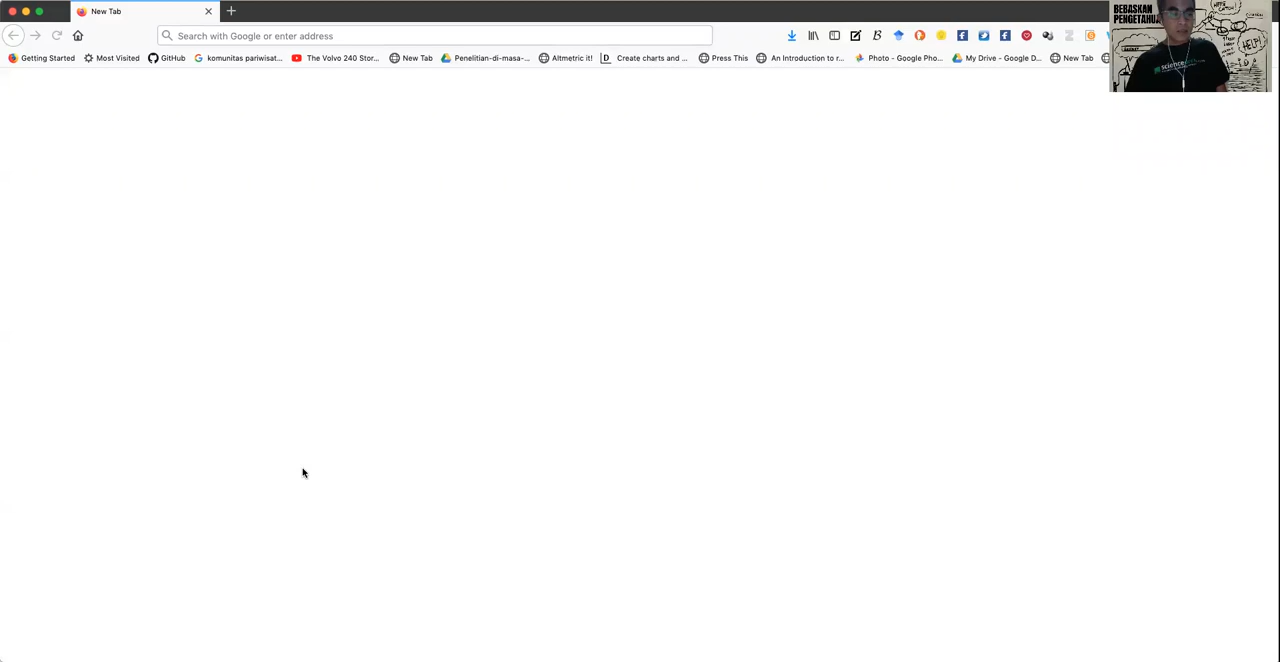 New Tab
Search with Google or enter address
Getting Started Most Visited GitHub komunitas pariwisat... The Volvo 240 Stor... New Tab Penelitian-di-masa-... Altmetric it! Create charts and ... Press This An Introduction to r... Photo - Google Pho... My Drive - Google D... New Tab
BEBASKAN
PENGETAHUA
science
HELP!